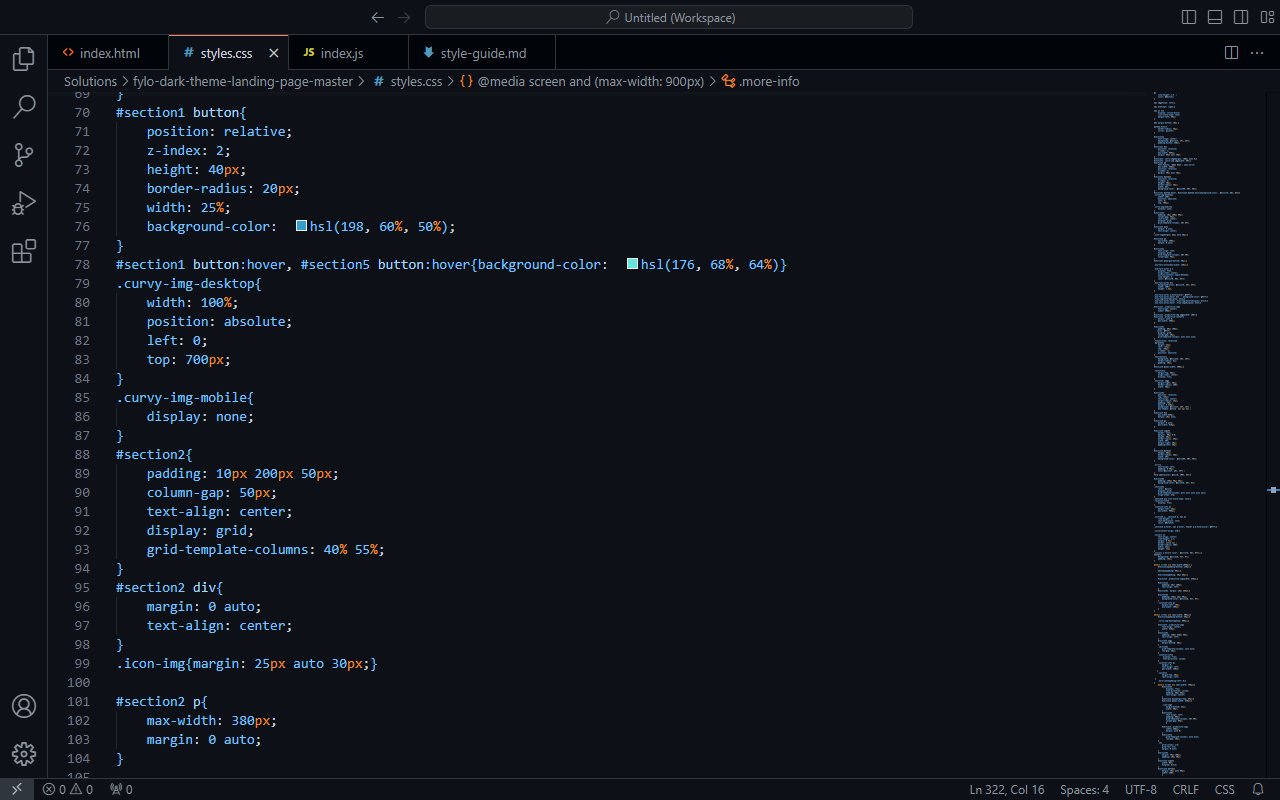 Untitled (Workspace)
index.html
styles.css
JS index.js
style-guide.md
Solutions > fylo-dark-theme-landing-page-master > # styles.css > {} @media screen and (max-width: 900px) > .more-info
69 }
70 #section1 button{
71 position: relative;
72 z-index: 2;
73 height: 40px;
74 border-radius: 20px;
75 width: 25%;
76 background-color: hsl(198, 60%, 50%);
77 }
78 #section1 button:hover, #section5 button:hover{background-color: hsl(176, 68%, 64%)}
79 .curvy-img-desktop{
80 width: 100%;
81 position: absolute;
82 left: 0;
83 top: 700px;
84 }
85 .curvy-img-mobile{
86 display: none;
87 }
88 #section2{
89 padding: 10px 200px 50px;
90 column-gap: 50px;
91 text-align: center;
92 display: grid;
93 grid-template-columns: 40% 55%;
94 }
95 #section2 div{
96 margin: 0 auto;
97 text-align: center;
98 }
99 .icon-img{margin: 25px auto 30px;}
100
101 #section2 p{
102 max-width: 380px;
103 margin: 0 auto;
104 }
105
0 0 0 Ln 322, Col 16 Spaces: 4 UTF-8 CRLF CSS